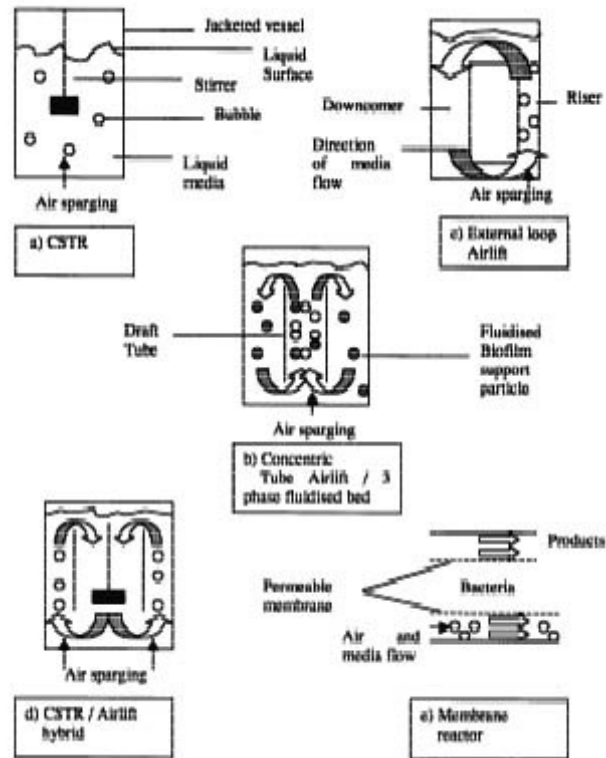 Jacketed vessel
Liquid
Surface
Stirrer
Bubble
Liquid
media
Air sparging
a) CSTR
Downcomer
Riser
Direction
of media
flow
Air sparging
c) External loop
Airlift
Draft
Tube
Fluidised
Biofilm
support
particle
Air sparging
b) Concentric
Tube Airlift / 3
phase fluidised bed
Air sparging
d) CSTR / Airlift
hybrid
Products
Permeable
membrane
Bacteria
Air and
media flow
e) Membrane
reactor